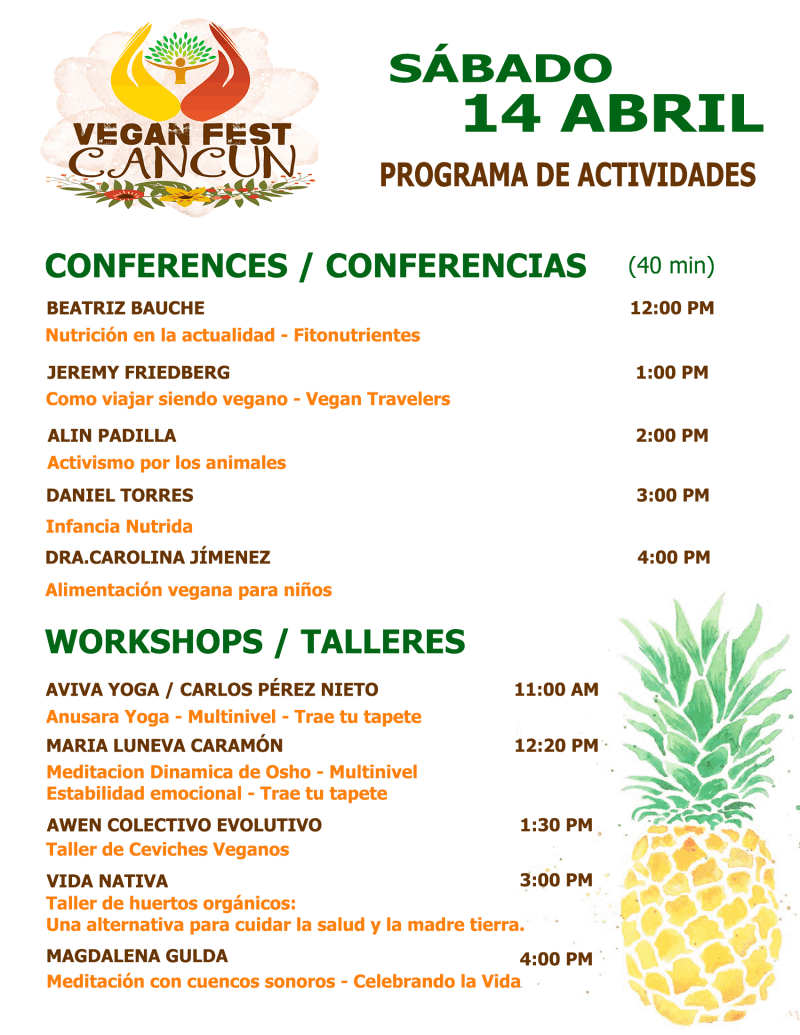 VEGAN FEST
CANCUN
SÁBADO
14 ABRIL
PROGRAMA DE ACTIVIDADES
CONFERENCES / CONFERENCIAS (40 min)
BEATRIZ BAUCHE 12:00 PM
Nutrición en la actualidad - Fitonutrientes
JEREMY FRIEDBERG 1:00 PM
Como viajar siendo vegano - Vegan Travelers
ALIN PADILLA 2:00 PM
Activismo por los animales
DANIEL TORRES 3:00 PM
Infancia Nutrida
DRA.CAROLINA JÍMENEZ 4:00 PM
Alimentación vegana para niños
WORKSHOPS / TALLERES
AVIVA YOGA / CARLOS PÉREZ NIETO 11:00 AM
Anusara Yoga - Multinivel - Trae tu tapete
MARIA LUNEVA CARAMÓN 12:20 PM
Meditacion Dinamica de Osho - Multinivel
Estabilidad emocional - Trae tu tapete
AWEN COLECTIVO EVOLUTIVO 1:30 PM
Taller de Ceviches Veganos
VIDA NATIVA 3:00 PM
Taller de huertos orgánicos:
Una alternativa para cuidar la salud y la madre tierra.
MAGDALENA GULDA 4:00 PM
Meditación con cuencos sonoros - Celebrando la Vida